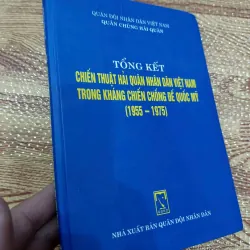 QUÂN ĐỘI NHÂN DÂN VIỆT NAM
QUÂN CHỦNG HẢI QUÂN
TỔNG KẾT
CHIẾN THUẬT HẢI QUÂN NHÂN DÂN VIỆT NAM
TRONG KHÁNG CHIẾN CHỐNG ĐẾ QUỐC MỸ
(1955 – 1975)
NHÀ XUẤT BẢN QUÂN ĐỘI NHÂN DÂN